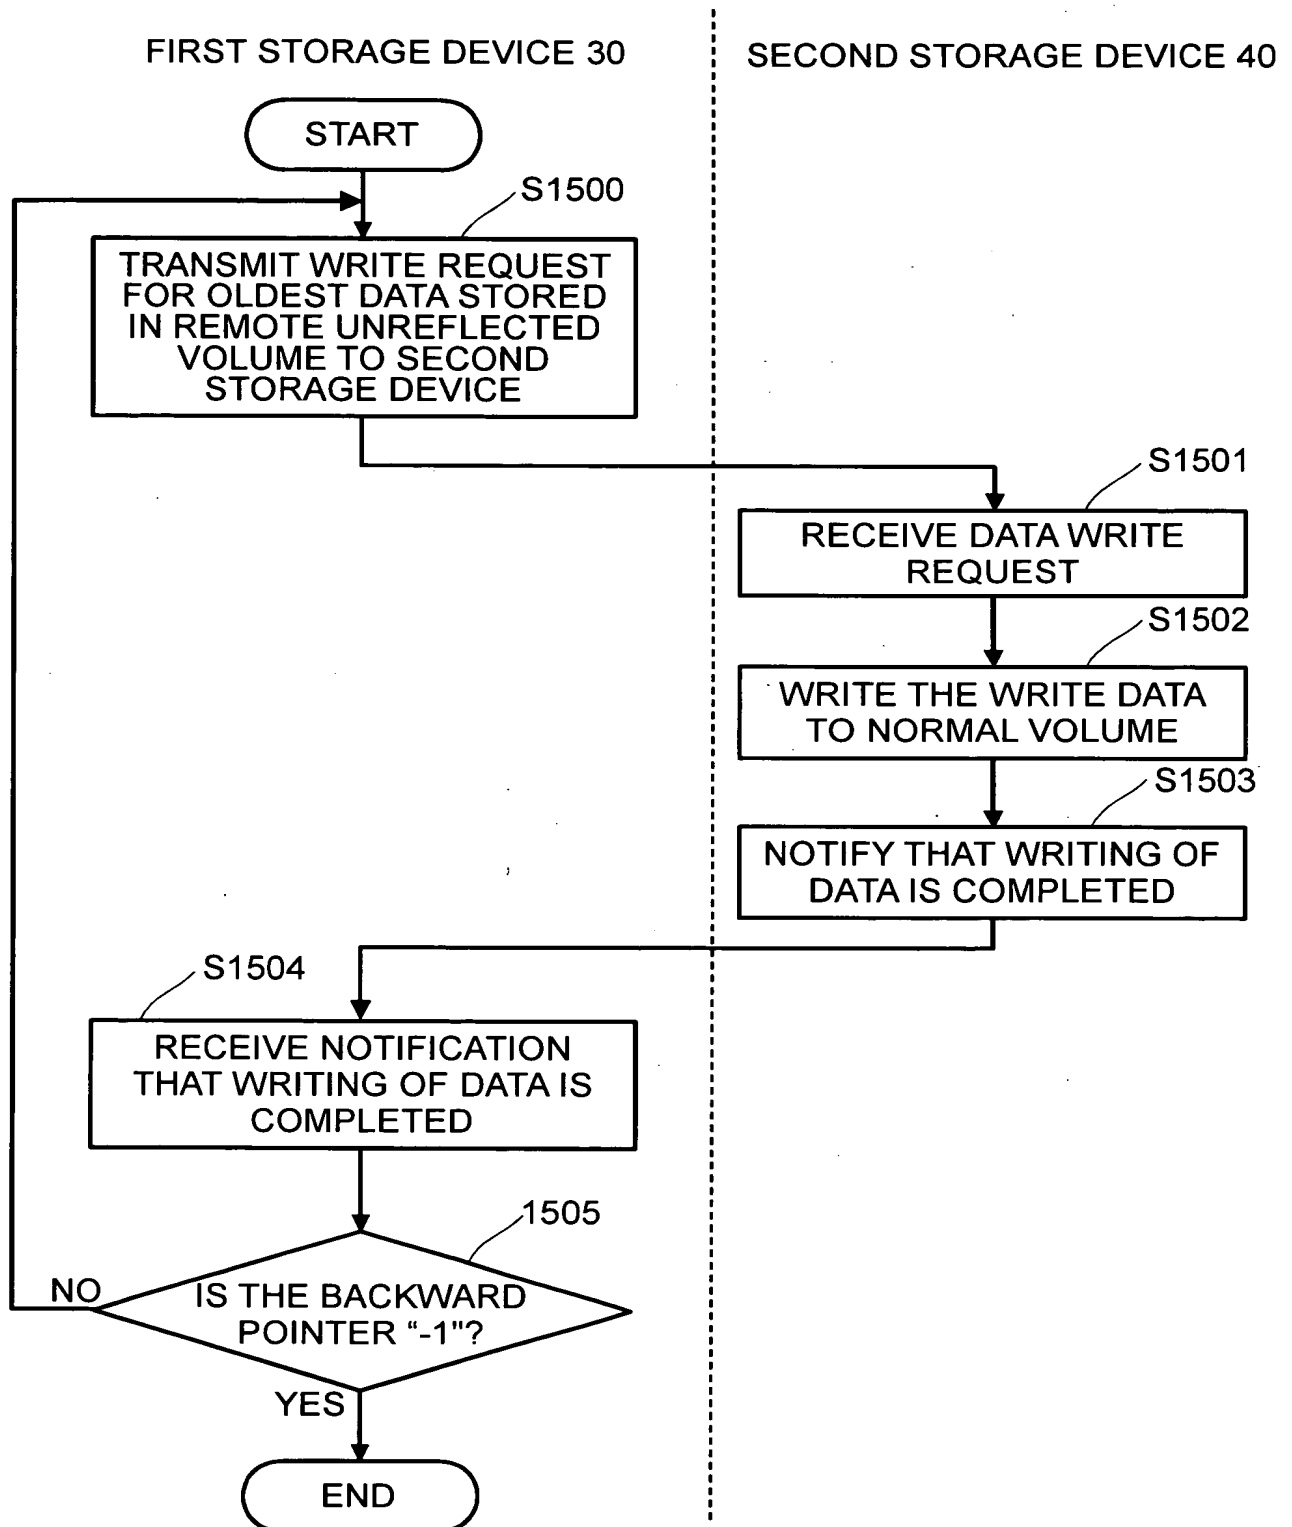 FIRST STORAGE DEVICE 30
SECOND STORAGE DEVICE 40
START
S1500
TRANSMIT WRITE REQUEST
FOR OLDEST DATA STORED
IN REMOTE UNREFLECTED
VOLUME TO SECOND
STORAGE DEVICE
S1501
RECEIVE DATA WRITE
REQUEST
S1502
WRITE THE WRITE DATA
TO NORMAL VOLUME
S1503
NOTIFY THAT WRITING OF
DATA IS COMPLETED
S1504
RECEIVE NOTIFICATION
THAT WRITING OF DATA IS
COMPLETED
1505
NO
IS THE BACKWARD
POINTER “-1"?
YES
END